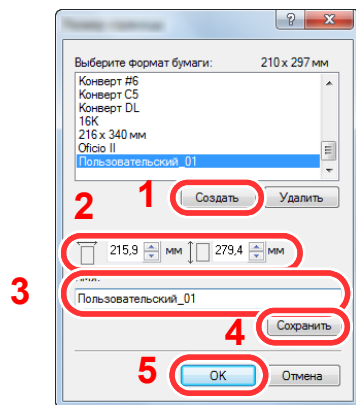 Выберите формат бумаги: 210 x 297 мм
Конверт #6
Конверт C5
Конверт DL
16K
216 x 340 мм
Oficio II
Пользовательский_01
1 Создать Удалить
2
215,9 мм 279,4 мм
3
Пользовательский_01
4 Сохранить
5 OK Отмена